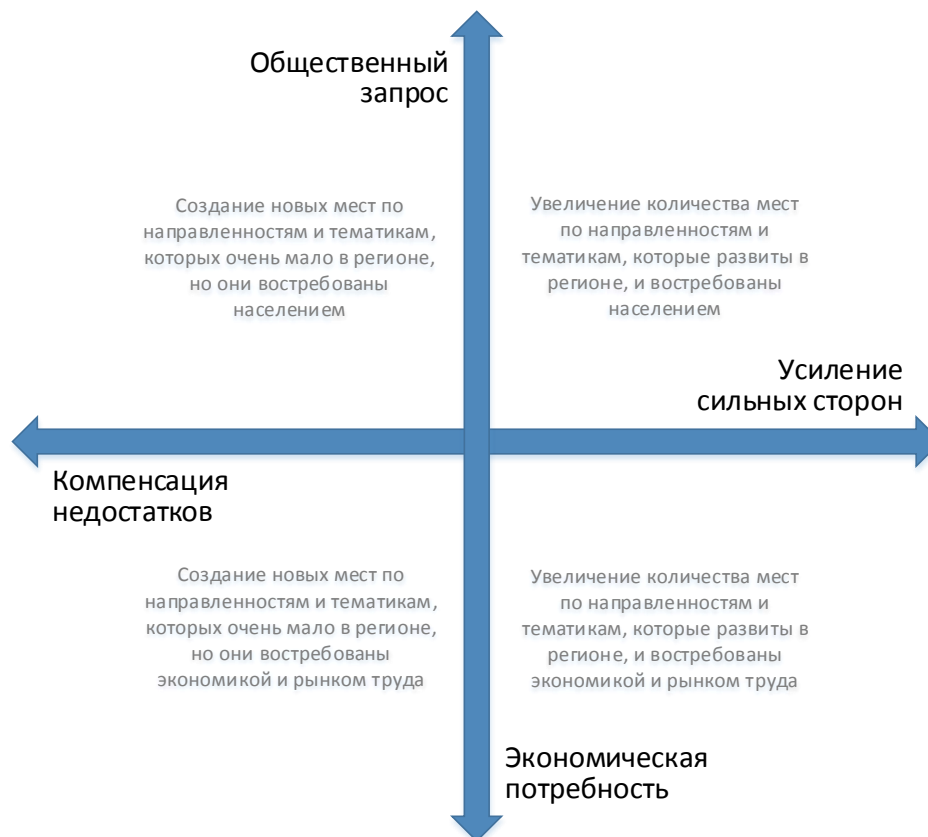 Общественный
запрос
Создание новых мест по
направленностям и тематикам,
которых очень мало в регионе,
но они востребованы
населением
Увеличение количества мест
по направленностям и
тематикам, которые развиты в
регионе, и востребованы
населением
Усиление
сильных сторон
Компенсация
недостатков
Создание новых мест по
направленностям и тематикам,
которых очень мало в регионе,
но они востребованы
экономикой и рынком труда
Увеличение количества мест
по направленностям и
тематикам, которые развиты в
регионе, и востребованы
экономикой и рынком труда
Экономическая
потребность